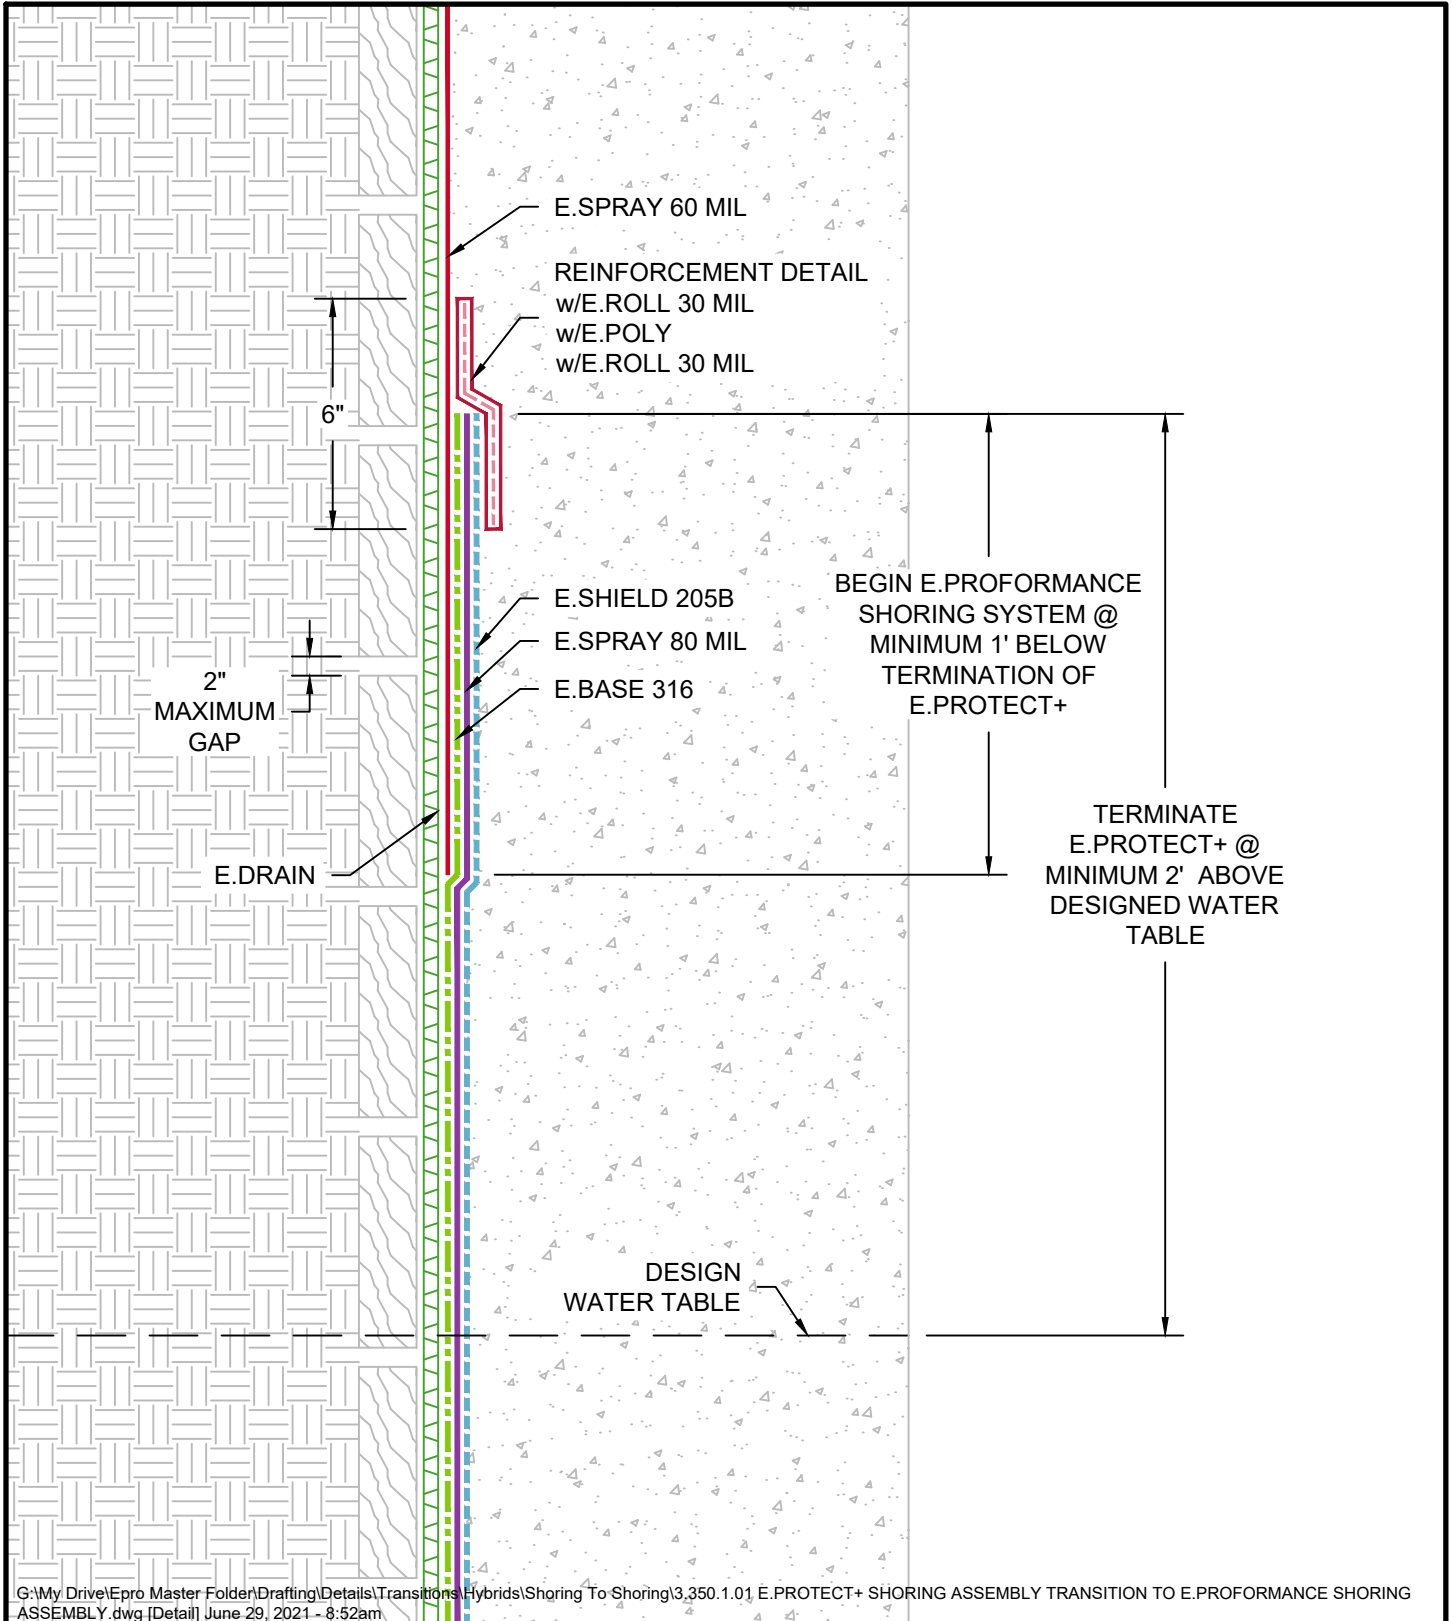 E.SPRAY 60 MIL
REINFORCEMENT DETAIL
w/E.ROLL 30 MIL
w/E.POLY
w/E.ROLL 30 MIL
6"
E.SHIELD 205B
E.SPRAY 80 MIL
E.BASE 316
BEGIN E.PROFORMANCE
SHORING SYSTEM @
MINIMUM 1' BELOW
TERMINATION OF
E.PROTECT+
2"
MAXIMUM
GAP
TERMINATE
E.PROTECT+ @
MINIMUM 2' ABOVE
DESIGNED WATER
TABLE
E.DRAIN
DESIGN
WATER TABLE
G:\My Drive\Epro Master Folder\Drafting\Details\Transitions\Hybrids\Shoring To Shoring\3.350.1.01 E.PROTECT+ SHORING ASSEMBLY TRANSITION TO E.PROFORMANCE SHORING
ASSEMBLY.dwg [Detail] June 29, 2021 - 8:52am